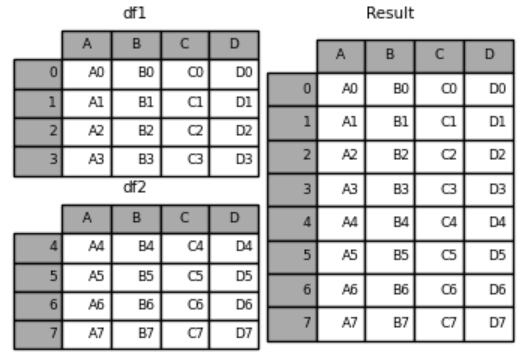 df1
A B C D
0 A0 B0 C0 D0
1 A1 B1 C1 D1
2 A2 B2 C2 D2
3 A3 B3 C3 D3
df2
A B C D
4 A4 B4 C4 D4
5 A5 B5 C5 D5
6 A6 B6 C6 D6
7 A7 B7 C7 D7
Result
A B C D
0 A0 B0 C0 D0
1 A1 B1 C1 D1
2 A2 B2 C2 D2
3 A3 B3 C3 D3
4 A4 B4 C4 D4
5 A5 B5 C5 D5
6 A6 B6 C6 D6
7 A7 B7 C7 D7